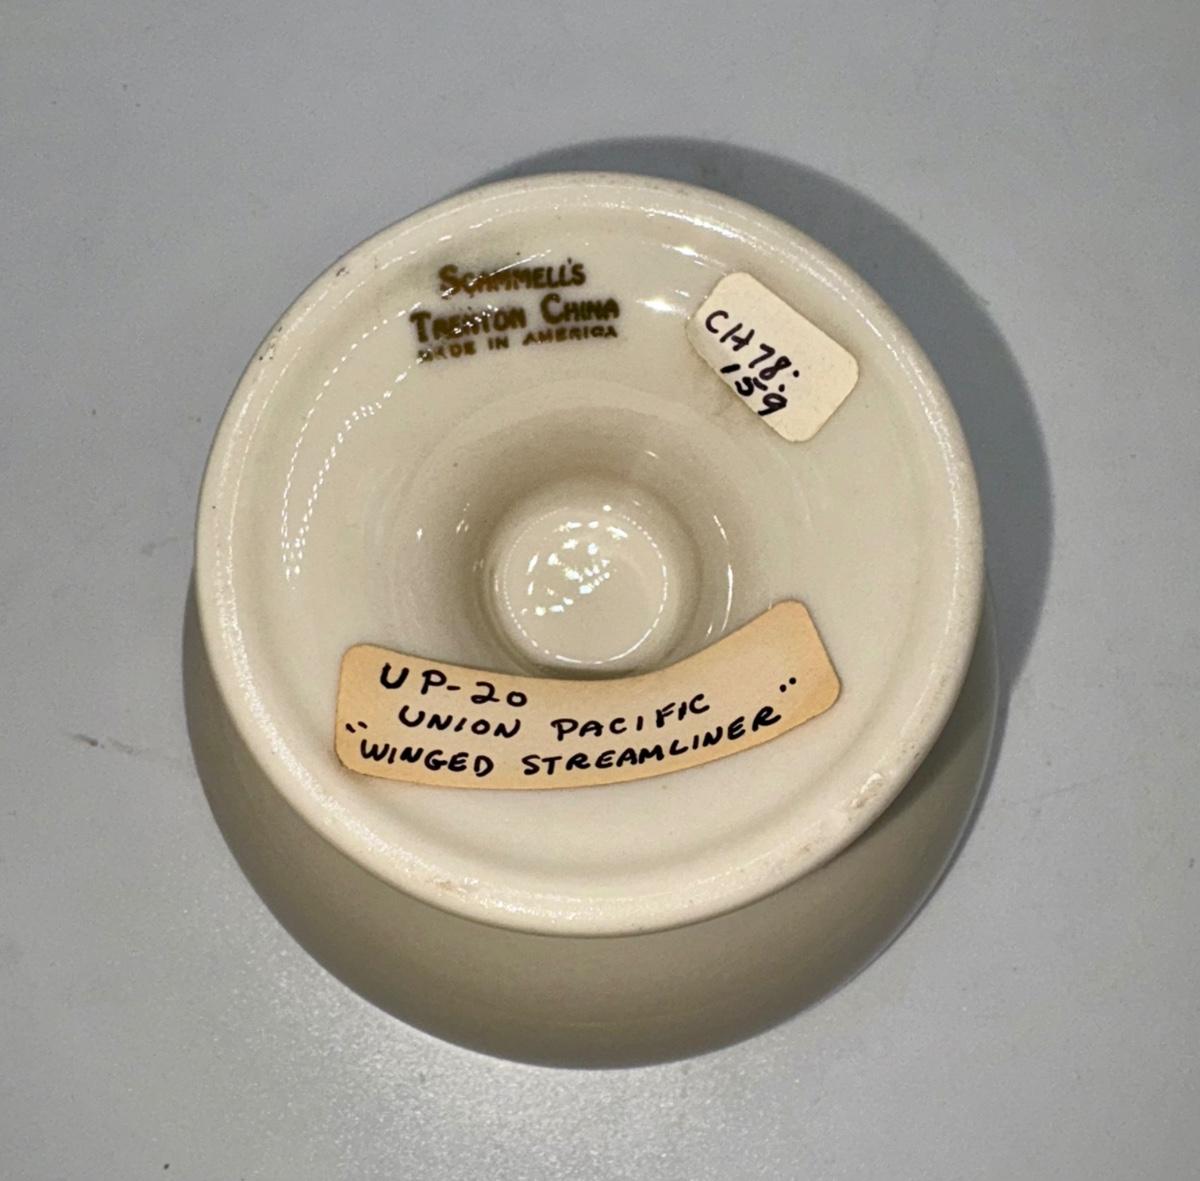 SCAMMELL'S
TRENTON CHINA
MADE IN AMERICA
CH78.
159
UP-20
UNION PACIFIC
"WINGED STREAMLINER"